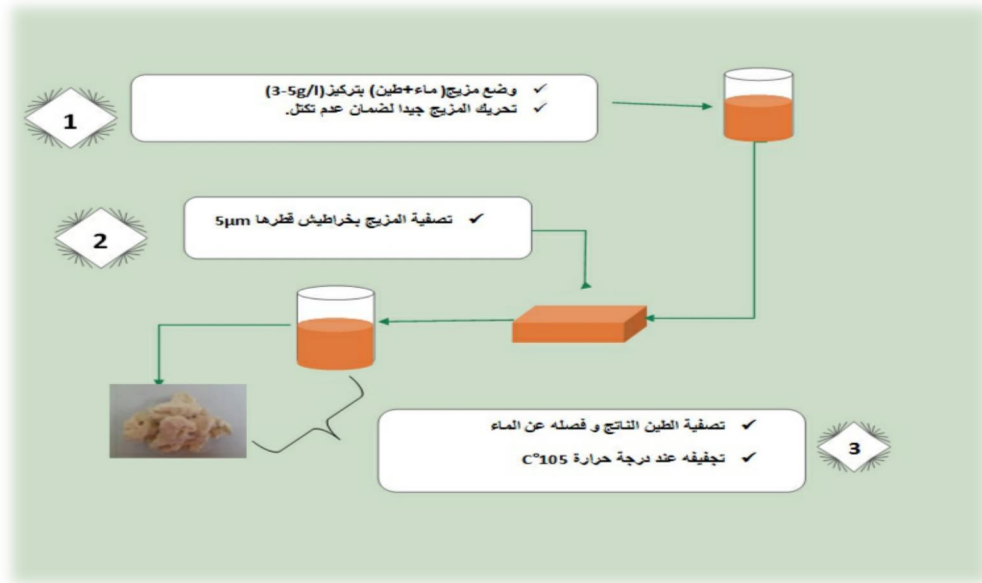 1
✓ وضع مزيج( ماء+طين) بتركيز(3-5g/l)
✓ تحريك المزيج جيدا لضمان عدم تكتل.
2
✓ تصفية المزيج بخراطيش قطرها 5µm
3
✓ تصفية الطين الناتج و فصله عن الماء
✓ تجفيفه عند درجة حرارة 105°C